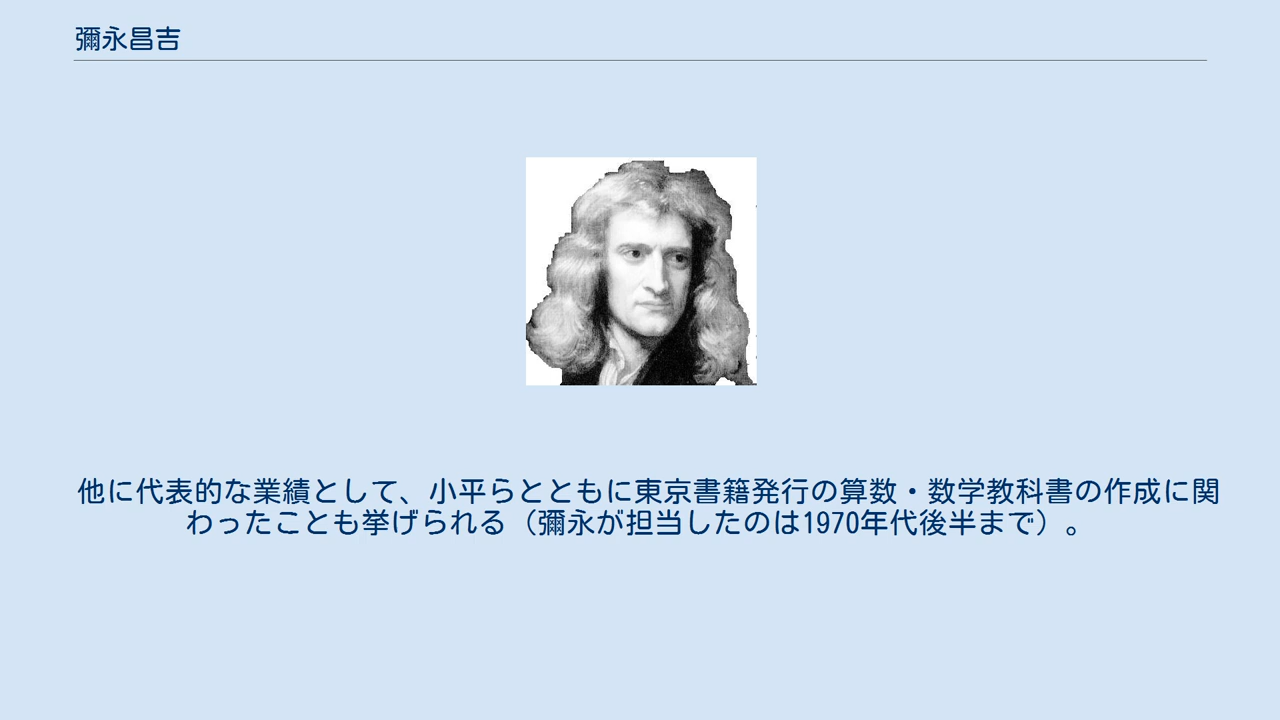 彌永昌吉
他に代表的な業績として、小平らとともに東京書籍発行の算数・数学教科書の作成に関
わったことも挙げられる（彌永が担当したのは1970年代後半まで）。